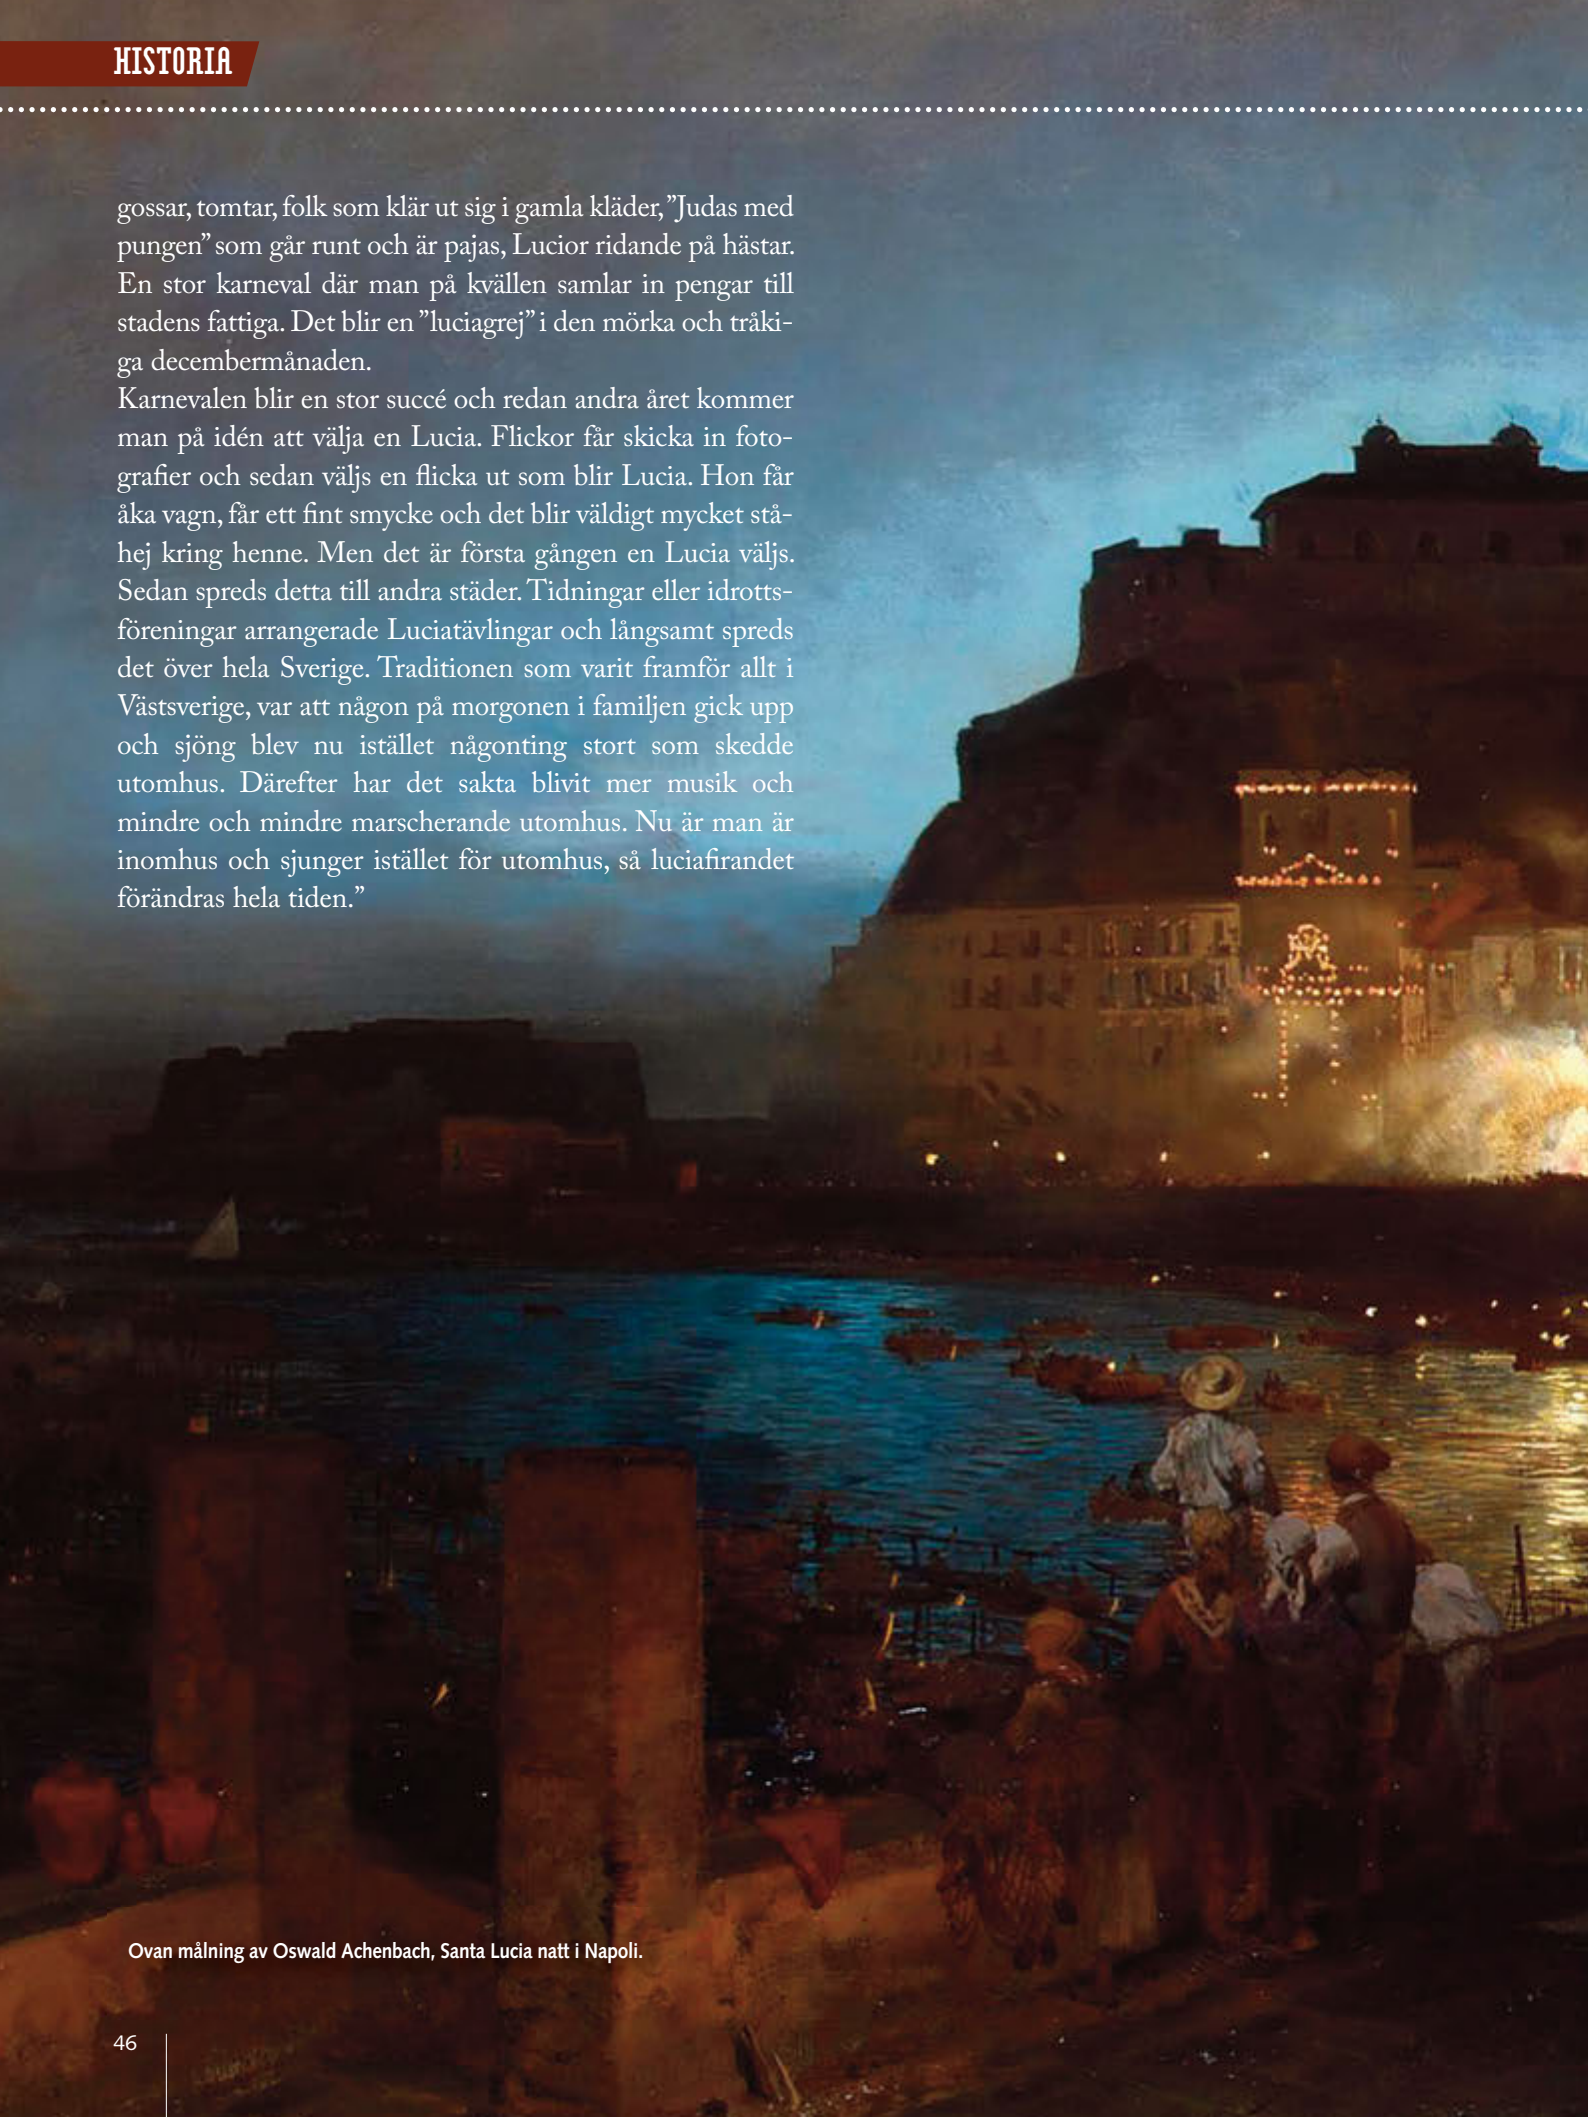 HISTORIA
gossar, tomtar, folk som klär ut sig i gamla kläder, ”Judas med
pungen” som går runt och är pajas, Lucior ridande på hästar.
En stor karneval där man på kvällen samlar in pengar till
stadens fattiga. Det blir en ”luciagrej” i den mörka och tråki-
ga decembermånaden.
Karnevalen blir en stor succé och redan andra året kommer
man på idén att välja en Lucia. Flickor får skicka in foto-
grafier och sedan väljs en flicka ut som blir Lucia. Hon får
åka vagn, får ett fint smycke och det blir väldigt mycket stå-
hej kring henne. Men det är första gången en Lucia väljs.
Sedan spreds detta till andra städer. Tidningar eller idrotts-
föreningar arrangerade Luciatävlingar och långsamt spreds
det över hela Sverige. Traditionen som varit framför allt i
Västsverige, var att någon på morgonen i familjen gick upp
och sjöng blev nu istället någonting stort som skedde
utomhus. Därefter har det sakta blivit mer musik och
mindre och mindre marscherande utomhus. Nu är man är
inomhus och sjunger istället för utomhus, så luciafirandet
förändras hela tiden.”
Ovan målning av Oswald Achenbach, Santa Lucia natt i Napoli.
46